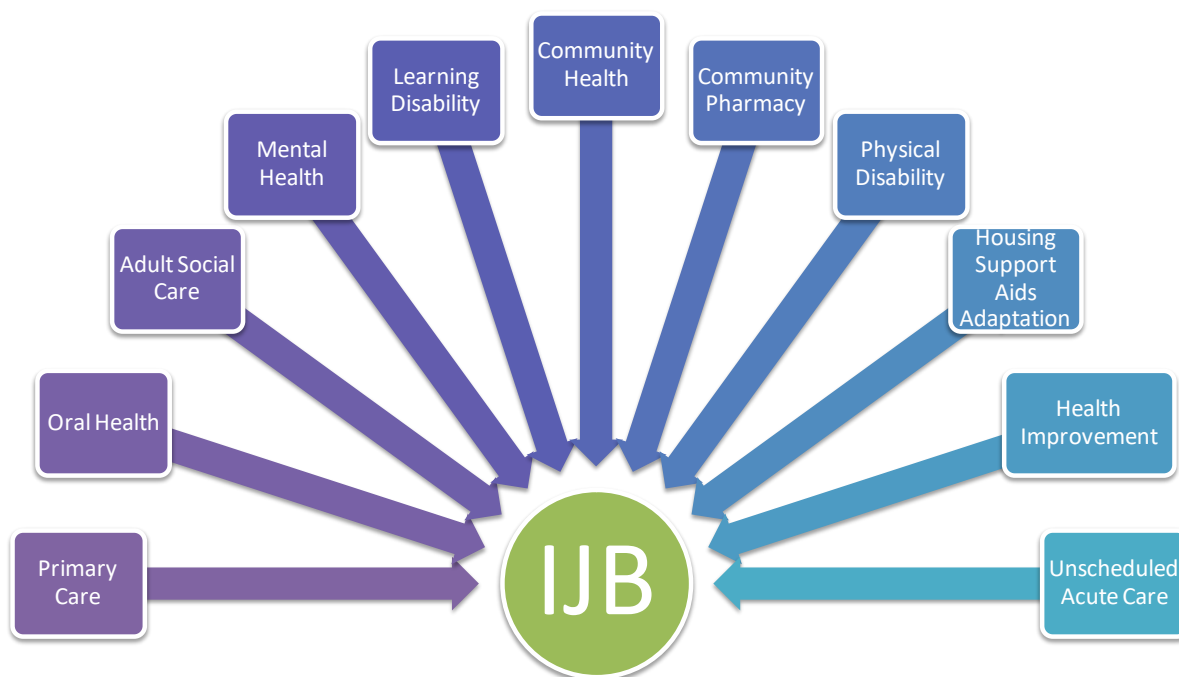 Community
Health
Learning
Disability
Community
Pharmacy
Mental
Health
Physical
Disability
Adult Social
Care
Housing
Support
Aids
Adaptation
Oral Health
Health
Improvement
Primary
Care
IJB
Unscheduled
Acute Care